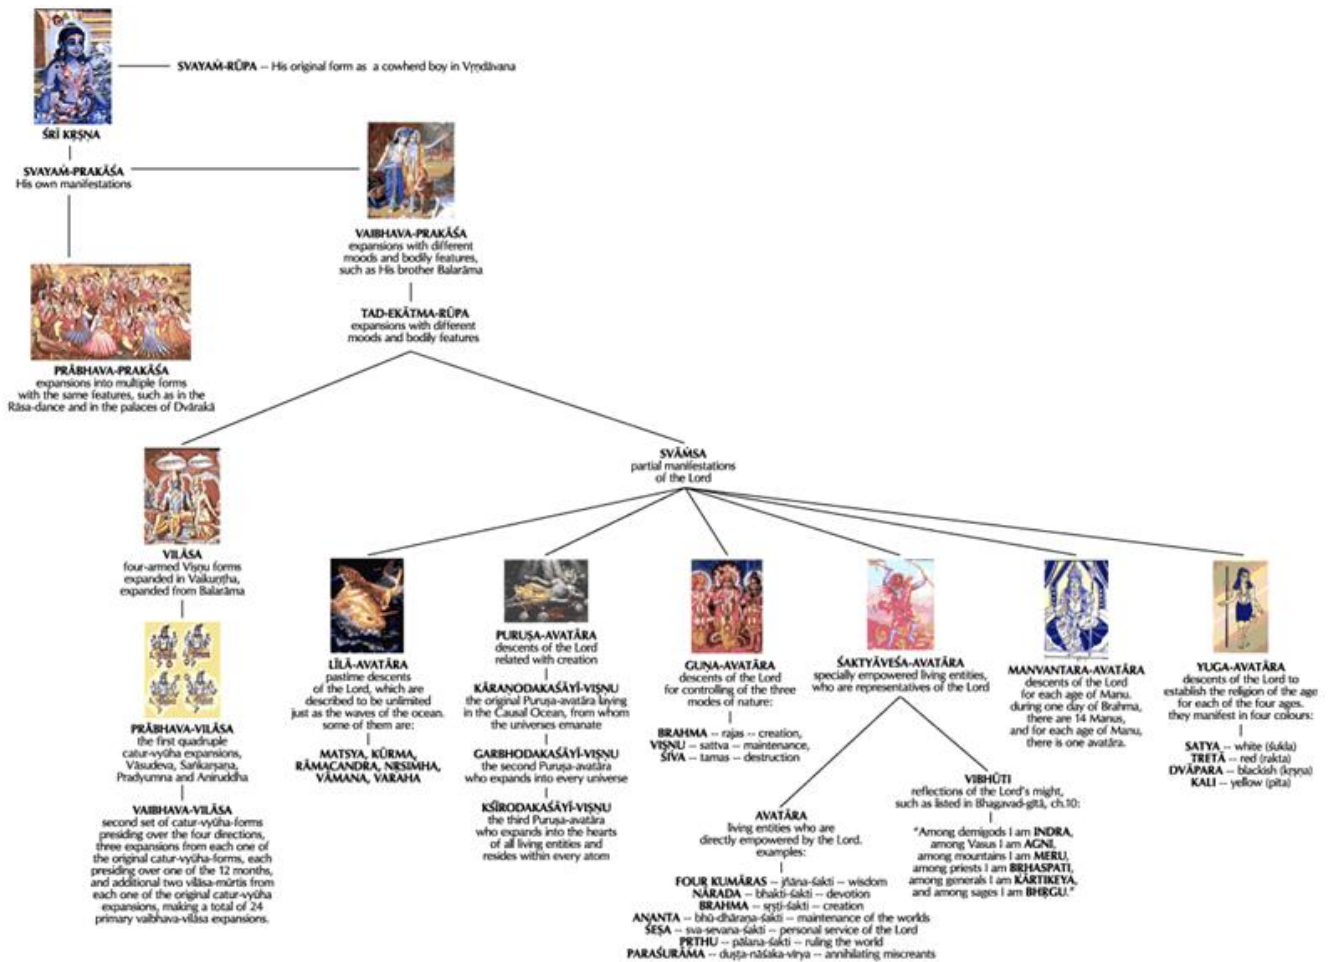 SVAYAṀ-RŪPA -- His original form as a cowherd boy in Vṛṇdāvana
ŚRĪ KṚṢṆA
SVAYAṀ-PRAKĀŚA
His own manifestations
VAIBHAVA-PRAKĀŚA
expansions with different
moods and bodily features,
such as His brother Balarāma
TAD-EKĀTMA-RŪPA
expansions with different
moods and bodily features
PRĀBHAVA-PRAKĀŚA
expansions into multiple forms
with the same features, such as in the
Rāsa-dance and in the palaces of Dvārakā
SVĀṀSA
partial manifestations
of the Lord
VILĀSA
four-armed Viṣṇu forms
expanded in Vaikuṇṭha,
expanded from Balarāma
PRĀBHAVA-VILĀSA
the first quadruple
catur-vyūha expansions,
Vāsudeva, Saṅkarṣaṇa,
Pradyumna and Aniruddha
VAIBHAVA-VILĀSA
second set of catur-vyūha-forms
presiding over the four directions,
three expansions from each one of
the original catur-vyūha-forms, each
presiding over one of the 12 months,
and additional two vilāsa-mūrtis from
each one of the original catur-vyūha
expansions, making a total of 24
primary vaibhava-vilāsa expansions.
LĪLĀ-AVATĀRA
pastime descents
of the Lord, which are
described to be unlimited
just as the waves of the ocean.
some of them are:
MATSYA, KŪRMA,
RĀMACANDRA, NṚSIṀHA,
VĀMANA, VARAHA
PURUṢA-AVATĀRA
descents of the Lord
related with creation
KĀRAṆODAKAŚĀYĪ-VIṢṆU
the original Puruṣa-avatāra laying
in the Causal Ocean, from whom
the universes emanate
GARBHODAKAŚĀYĪ-VIṢṆU
the second Puruṣa-avatāra
who expands into every universe
KṢĪRODAKAŚĀYĪ-VIṢṆU
the third Puruṣa-avatāra
who expands into the hearts
of all living entities and
resides within every atom
GUṆA-AVATĀRA
descents of the Lord
for controlling of the three
modes of nature:
BRAHMA -- rajas -- creation,
VIṢṆU -- sattva -- maintenance,
ŚIVA -- tamas -- destruction
ŚAKTYĀVEŚA-AVATĀRA
specially empowered living entities,
who are representatives of the Lord
AVATĀRA
living entities who are
directly empowered by the Lord.
examples:
FOUR KUMĀRAS -- jñāna-śakti -- wisdom
NĀRADA -- bhakti-śakti -- devotion
BRAHMA -- sṛṣṭi-śakti -- creation
ANANTA -- bhū-dhāraṇa-śakti -- maintenance of the worlds
ŚEṢA -- sva-sevana-śakti -- personal service of the Lord
PṚTHU -- pālana-śakti -- ruling the world
PARAŚURĀMA -- duṣṭa-nāśaka-vīrya -- annihilating miscreants
VIBHŪTI
reflections of the Lord's might,
such as listed in Bhagavad-gītā, ch.10:
"Among demigods I am INDRA,
among Vasus I am AGNI,
among mountains I am MERU,
among priests I am BṚHASPATI,
among generals I am KĀRTIKEYA,
and among sages I am BHṚGU."
MANVANTARA-AVATĀRA
descents of the Lord
for each age of Manu.
during one day of Brahma,
there are 14 Manus,
and for each age of Manu,
there is one avatāra.
YUGA-AVATĀRA
descents of the Lord to
establish the religion of the age
for each of the four ages.
they manifest in four colours:
SATYA -- white (śukla)
TRETĀ -- red (rakta)
DVĀPARA -- blackish (kṛṣṇa)
KALI -- yellow (pīta)